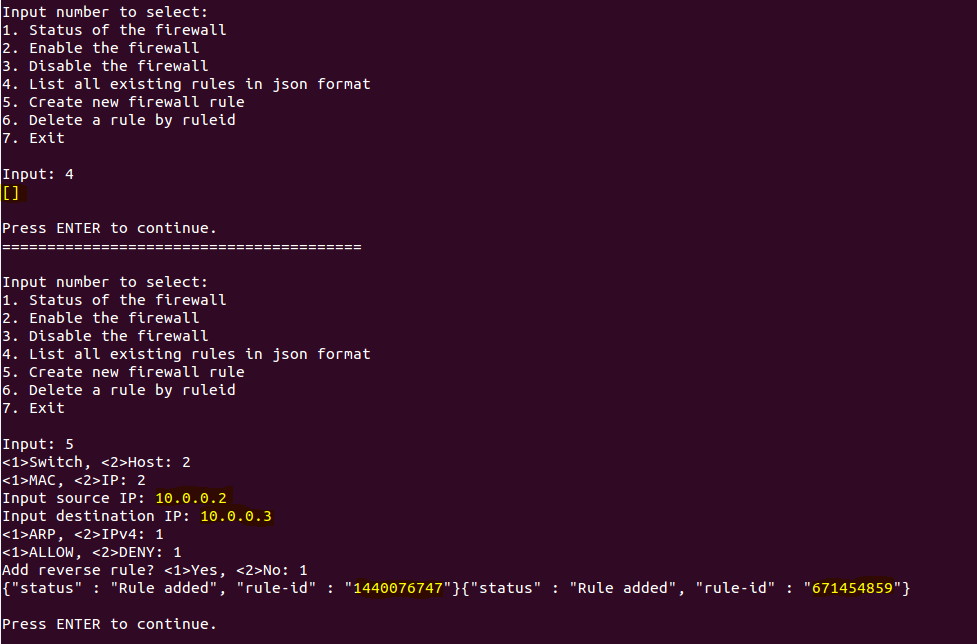 Input number to select:
1. Status of the firewall
2. Enable the firewall
3. Disable the firewall
4. List all existing rules in json format
5. Create new firewall rule
6. Delete a rule by ruleid
7. Exit
Input: 4
[]
Press ENTER to continue.
========================================
Input number to select:
1. Status of the firewall
2. Enable the firewall
3. Disable the firewall
4. List all existing rules in json format
5. Create new firewall rule
6. Delete a rule by ruleid
7. Exit
Input: 5
<1>Switch, <2>Host: 2
<1>MAC, <2>IP: 2
Input source IP: 10.0.0.2
Input destination IP: 10.0.0.3
<1>ARP, <2>IPv4: 1
<1>ALLOW, <2>DENY: 1
Add reverse rule? <1>Yes, <2>No: 1
{"status" : "Rule added", "rule-id" : "1440076747"}{"status" : "Rule added", "rule-id" : "671454859"}
Press ENTER to continue.